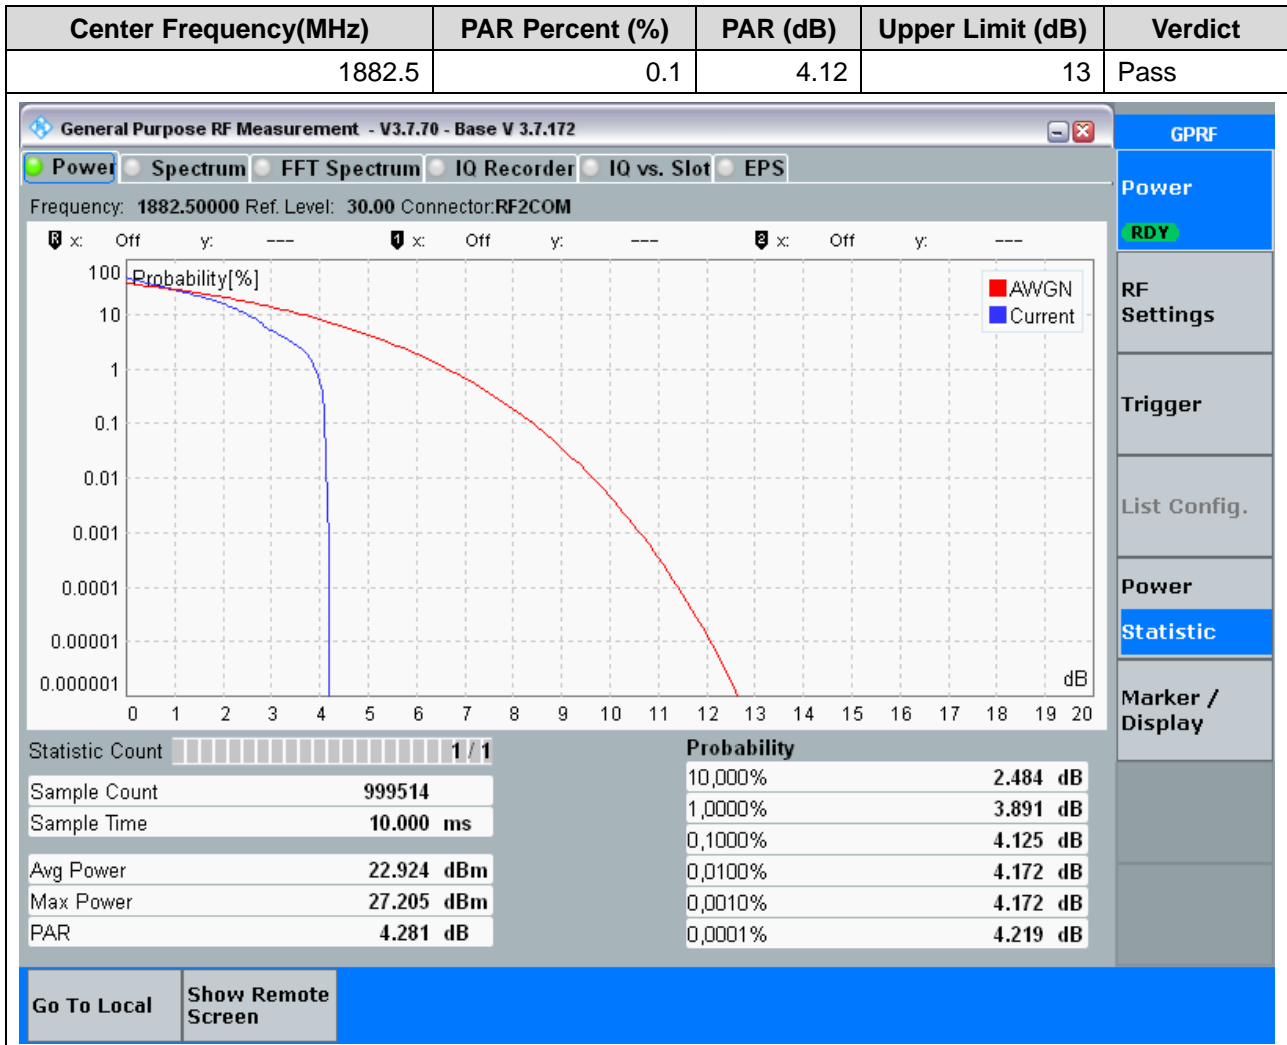 Center Frequency(MHz) PAR Percent (%) PAR (dB) Upper Limit (dB) Verdict
1882.5 0.1 4.12 13 Pass
General Purpose RF Measurement - V3.7.70 - Base V 3.7.172
GPRF
Power Spectrum FFT Spectrum IQ Recorder IQ vs. Slot EPS
Frequency: 1882.50000 Ref. Level: 30.00 Connector:RF2COM
R x: Off y: --- 1 x: Off y: --- 2 x: Off y: ---
Probability[%]
AWGN
Current
100
10
1
0.1
0.01
0.001
0.0001
0.00001
0.000001
dB
0 1 2 3 4 5 6 7 8 9 10 11 12 13 14 15 16 17 18 19 20
Statistic Count 1 / 1
Sample Count 999514
Sample Time 10.000 ms
Avg Power 22.924 dBm
Max Power 27.205 dBm
PAR 4.281 dB
Probability
10,000% 2.484 dB
1,0000% 3.891 dB
0,1000% 4.125 dB
0,0100% 4.172 dB
0,0010% 4.172 dB
0,0001% 4.219 dB
Power
RDY
RF
Settings
Trigger
List Config.
Power
Statistic
Marker /
Display
Go To Local
Show Remote
Screen